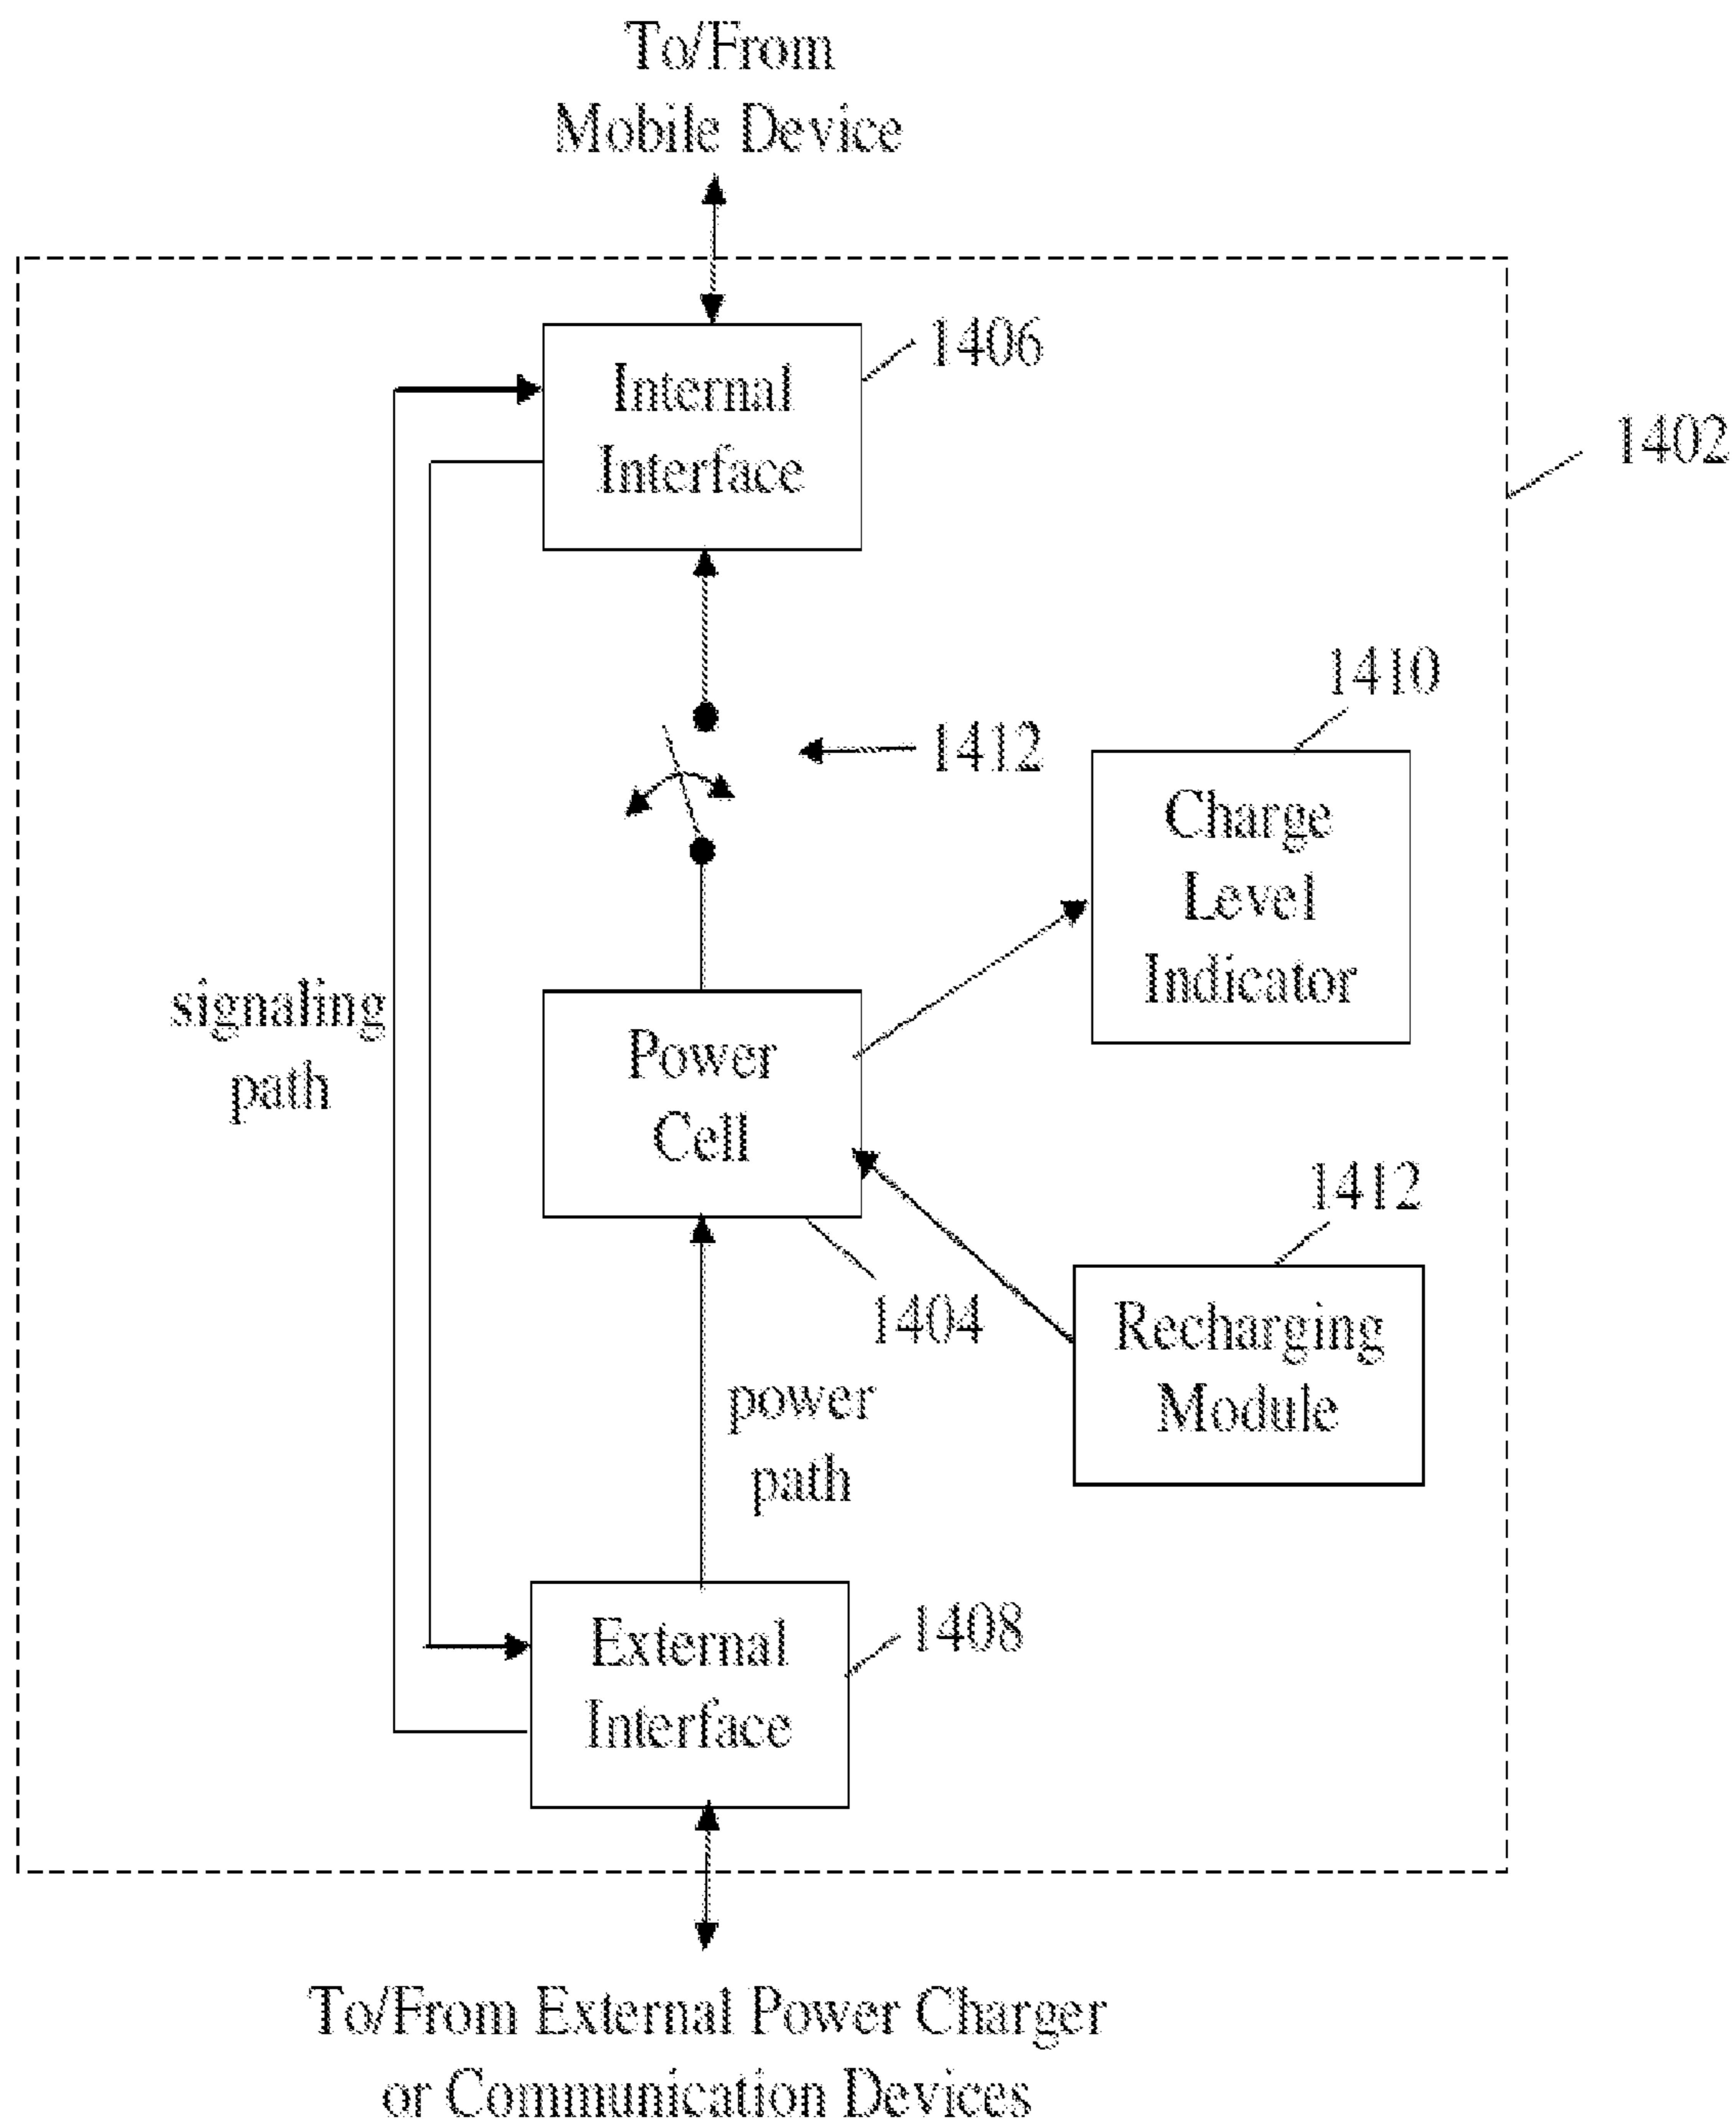 To/From
Mobile Device
1406
Internal
Interface
1402
1410
1412
Charge
Level
Indicator
signaling
path
Power
Cell
1412
1404
Recharging
Module
power
path
External
Interface
1408
To/From External Power Charger
or Communication Devices